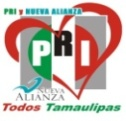 PRI y NUEVA ALIANZA
PRI
NUEVA
ALIANZA
Todos Tamaulipas